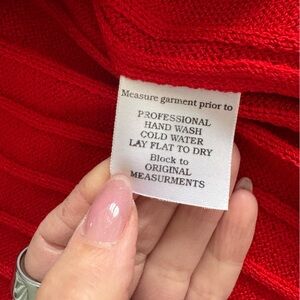 Measure garment prior to
PROFESSIONAL
HAND WASH
COLD WATER
LAY FLAT TO DRY
Block to
ORIGINAL
MEASURMENTS